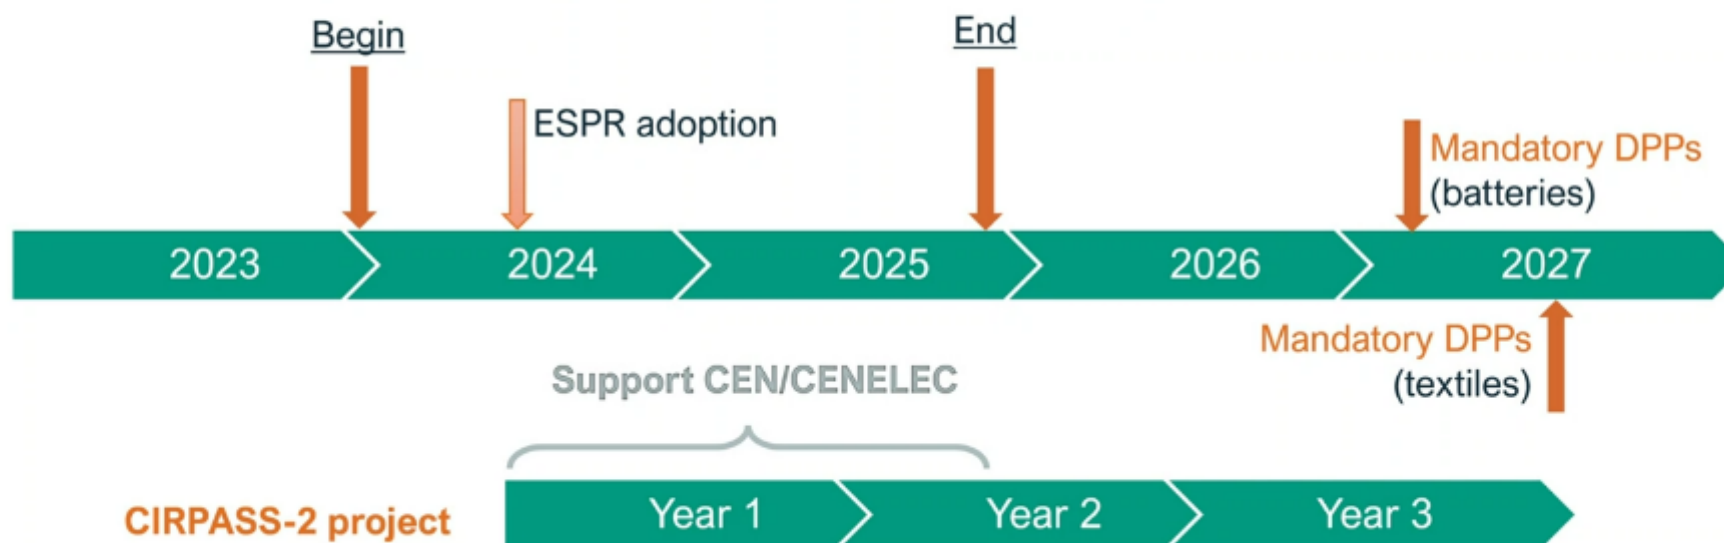 Begin
End
ESPR adoption
Mandatory DPPs
(batteries)
2023
2024
2025
2026
2027
Mandatory DPPs
(textiles)
Support CEN/CENELEC
CIRPASS-2 project
Year 1
Year 2
Year 3